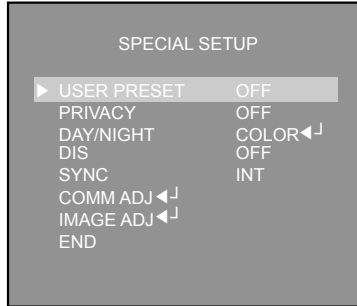 SPECIAL SETUP
USER PRESET OFF
PRIVACY OFF
DAY/NIGHT COLOR
DIS OFF
SYNC INT
COMM ADJ
IMAGE ADJ
END